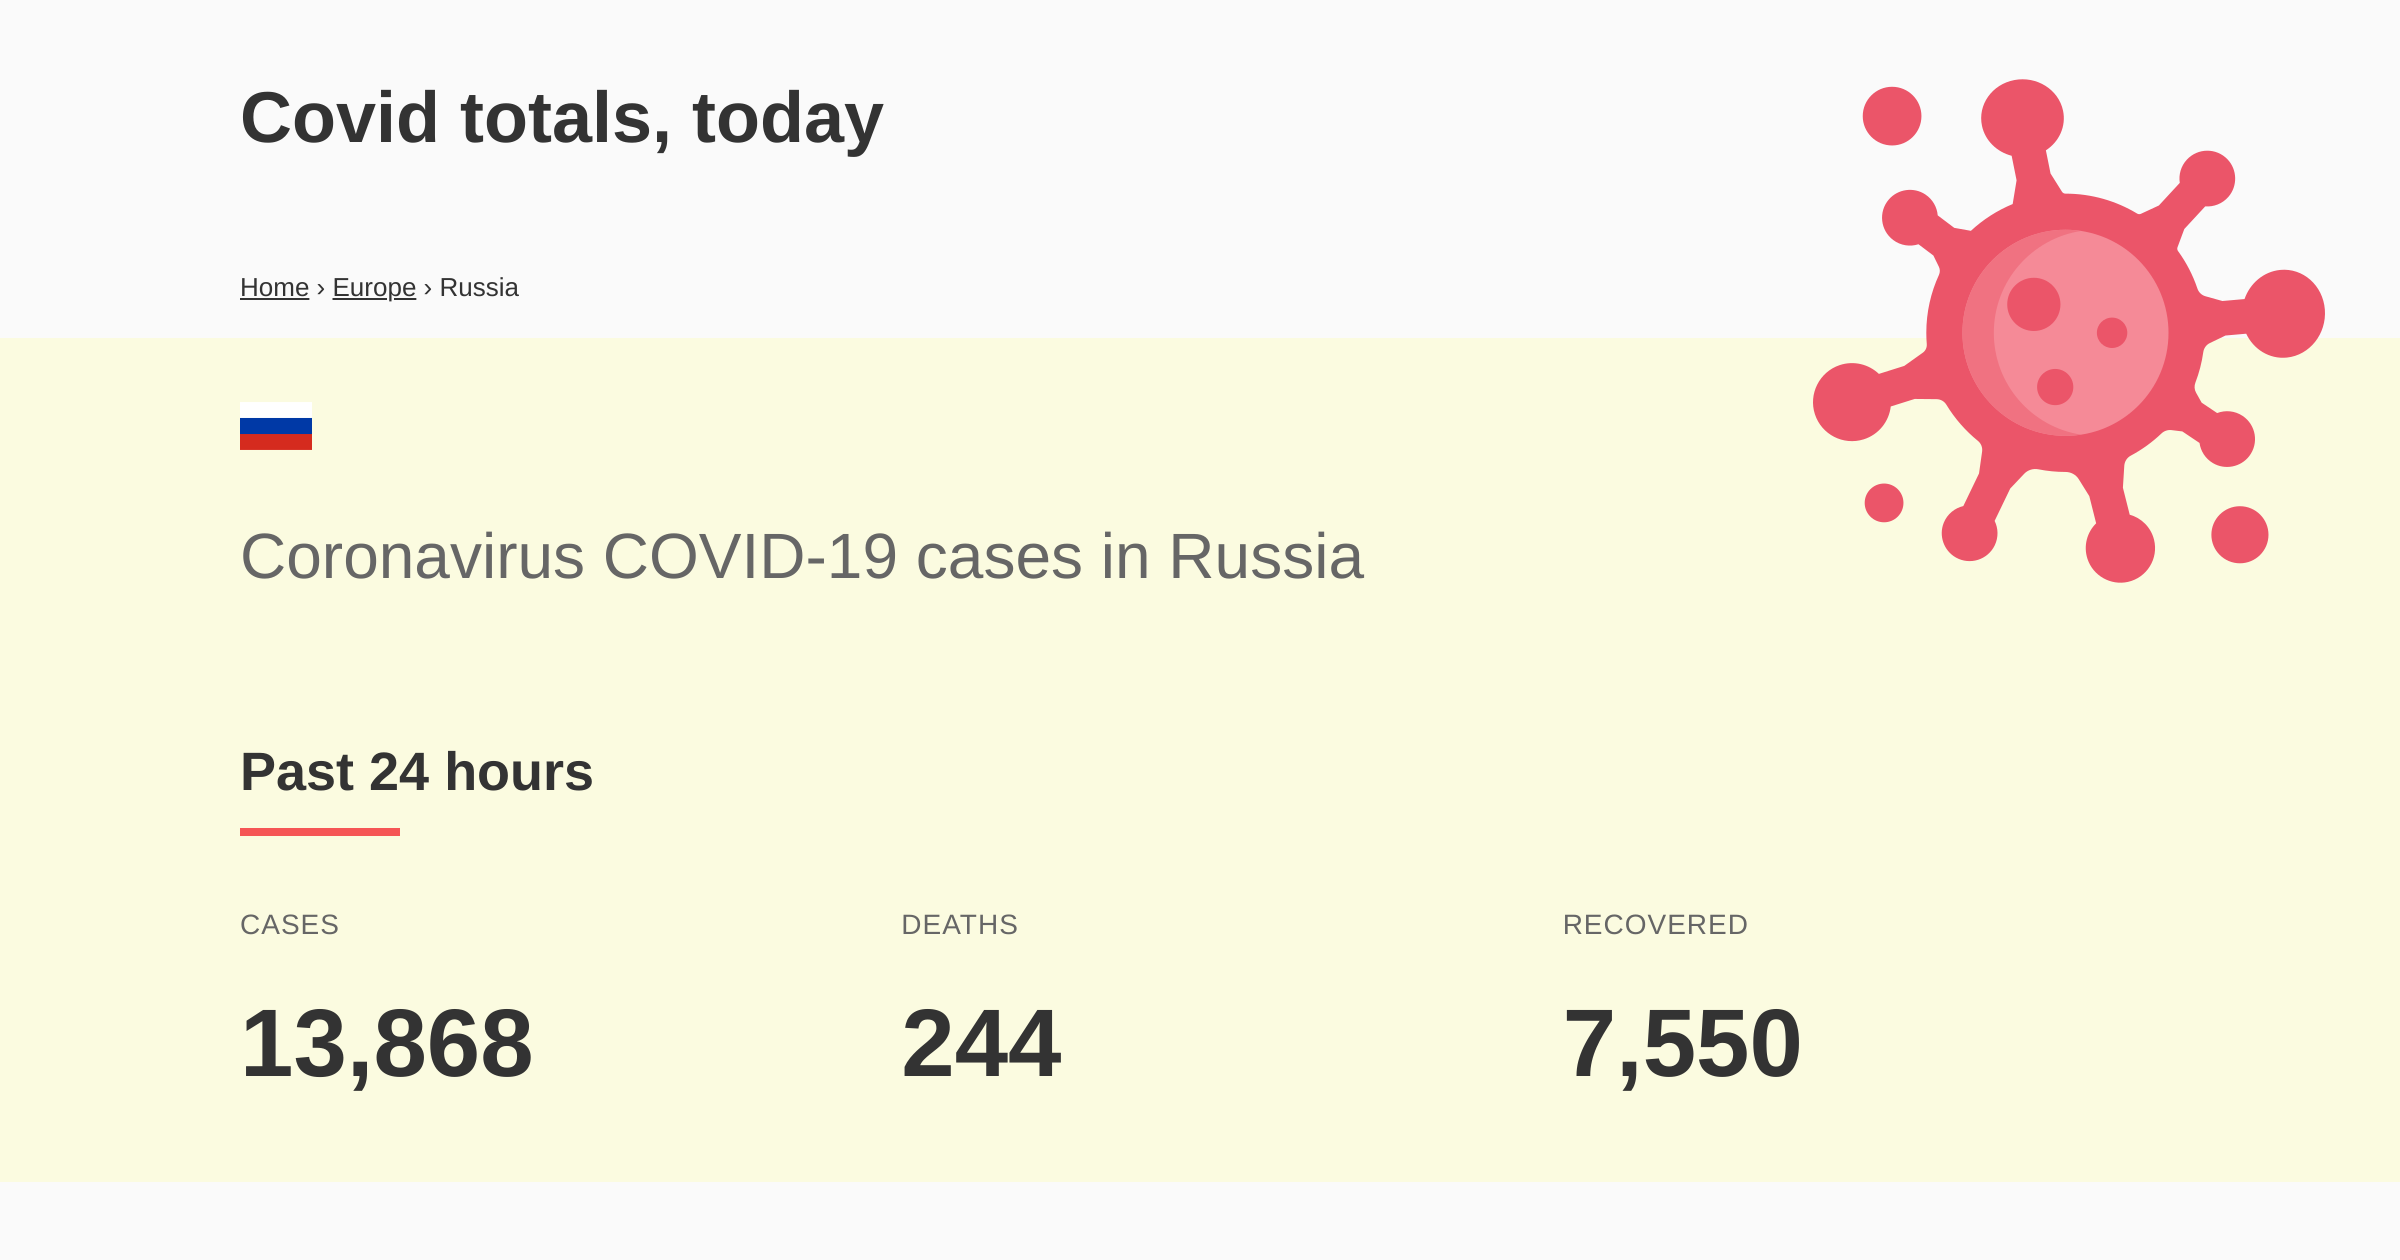 Covid totals, today
Home › Europe › Russia
Coronavirus COVID-19 cases in Russia
Past 24 hours
CASES DEATHS RECOVERED
13,868 244 7,550